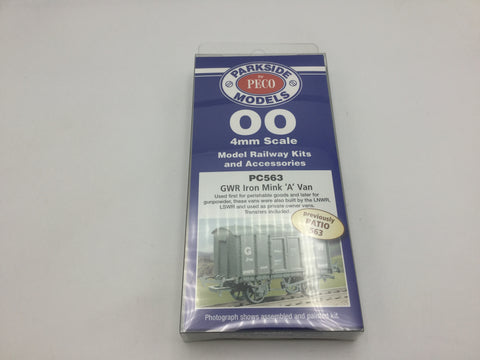 PARKSIDE
by
PECO
MODELS
OO
4mm Scale
Model Railway Kits
and Accessories
PC563
GWR Iron Mink 'A' Van
Used first for perishable goods and later for
gunpowder, these vans were also built by the LNWR,
LSWR and used as private owner vans.
Transfers included.
Previously
PATIO
563
G
Photograph shows assembled and painted kit.